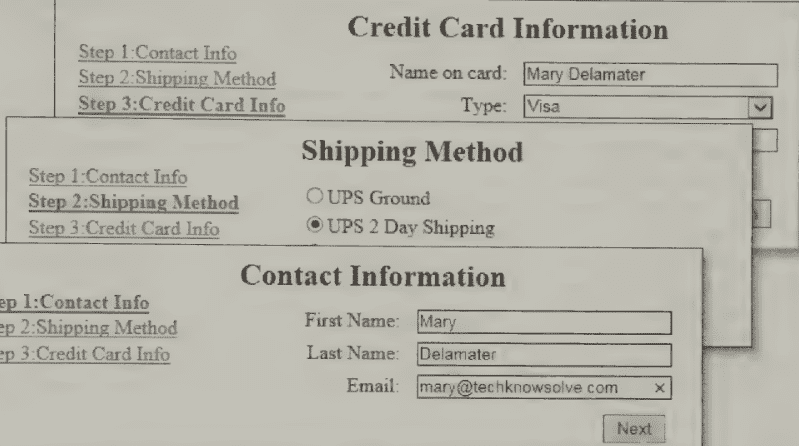 Credit Card Information
Step 1:Contact Info
Step 2:Shipping Method
Step 3:Credit Card Info
Name on card: Mary Delamater
Type: Visa
Shipping Method
Step 1:Contact Info
Step 2:Shipping Method
Step 3:Credit Card Info
UPS Ground
UPS 2 Day Shipping
Contact Information
ep 1:Contact Info
ep 2:Shipping Method
ep 3:Credit Card Info
First Name: Mary
Last Name: Delamater
Email: mary@techknowsolve.com ×
Next